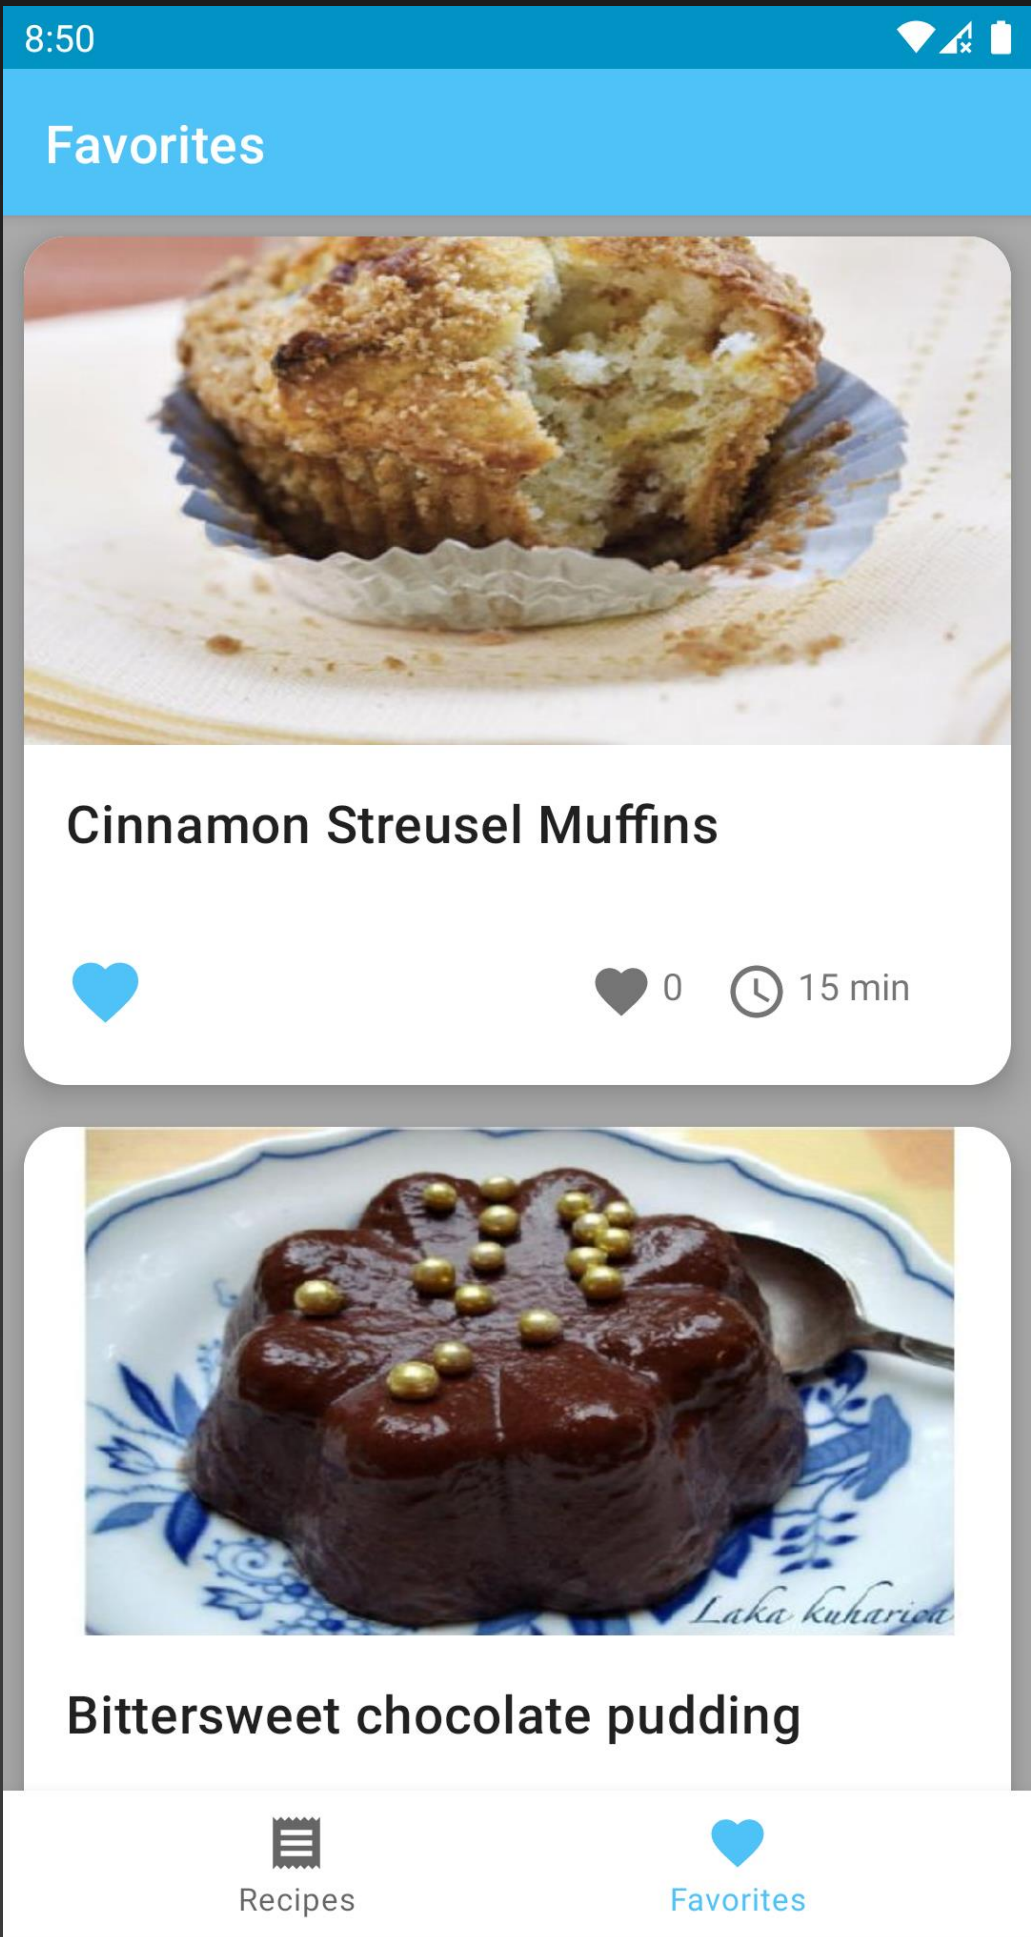 8:50
Favorites
Cinnamon Streusel Muffins
0 15 min
Laka kuharica
Bittersweet chocolate pudding
Recipes Favorites